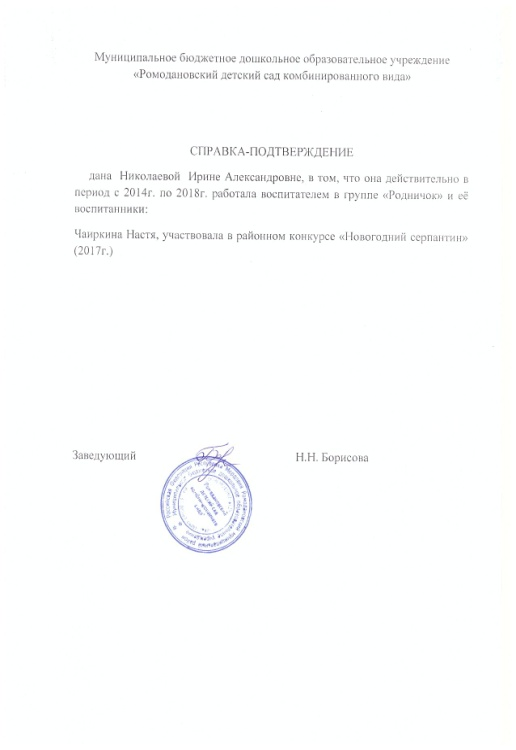 Муниципальное бюджетное дошкольное образовательное учреждение
«Ромодановский детский сад комбинированного вида»
СПРАВКА-ПОДТВЕРЖДЕНИЕ
дана Николаевой Ирине Александровне, в том, что она действительно в
период с 2014г. по 2018г. работала воспитателем в группе «Родничок» и её
воспитанники:
Чаиркина Настя, участвовала в районном конкурсе «Новогодний серпантин»
(2017г.)
Заведующий Н.Н. Борисова